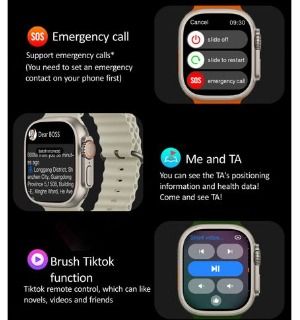 SOS Emergency call
Support emergency calls*
(You need to set an emergency
contact on your phone first)
Cancel 09:30
slide off
slide to restart
SOS emergency call
Dear BOSS
Longgang District, Sh
enzhen City, Guangdong
Province
Me and TA
You can see the TA's positioning
information and health data!
Come and see TA!
Brush Tiktok
function
Tiktok remote control, which can like
novels, videos and friends